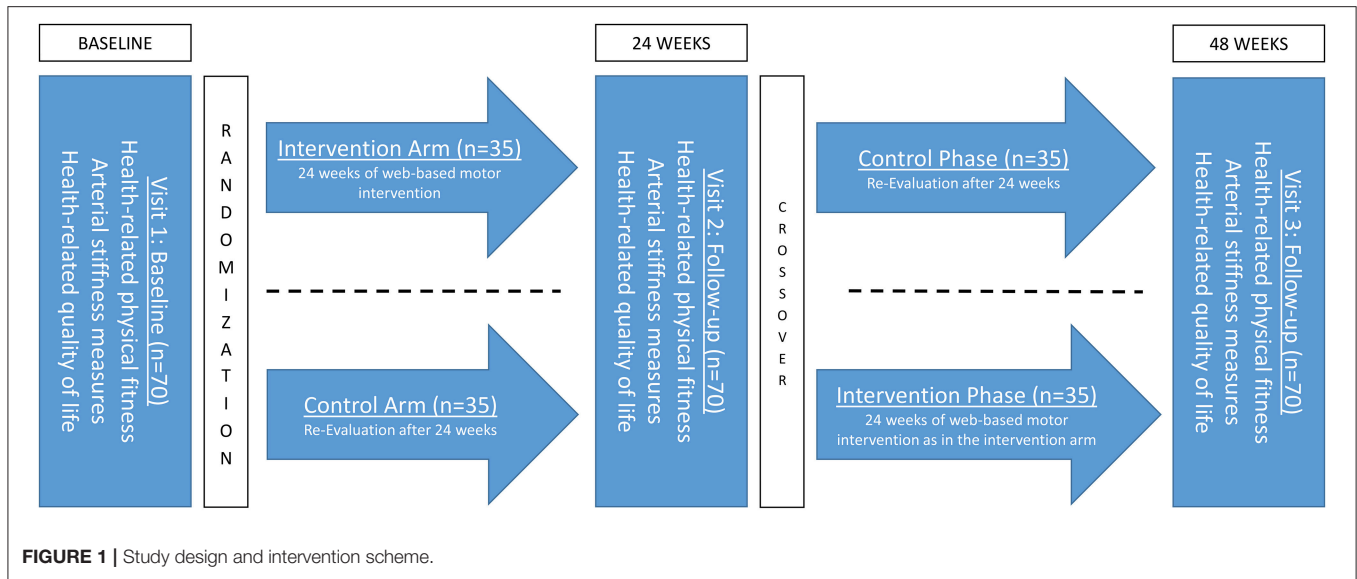 BASELINE
24 WEEKS
48 WEEKS
Visit 1: Baseline (n=70)
Health-related physical fitness
Arterial stiffness measures
Health-related quality of life
RANDOMIZATION
Intervention Arm (n=35)
24 weeks of web-based motor
intervention
Control Arm (n=35)
Re-Evaluation after 24 weeks
Visit 2: Follow-up (n=70)
Health-related physical fitness
Arterial stiffness measures
Health-related quality of life
CROSSOVER
Control Phase (n=35)
Re-Evaluation after 24 weeks
Intervention Phase (n=35)
24 weeks of web-based motor
intervention as in the intervention arm
Visit 3: Follow-up (n=70)
Health-related physical fitness
Arterial stiffness measures
Health-related quality of life
FIGURE 1 | Study design and intervention scheme.